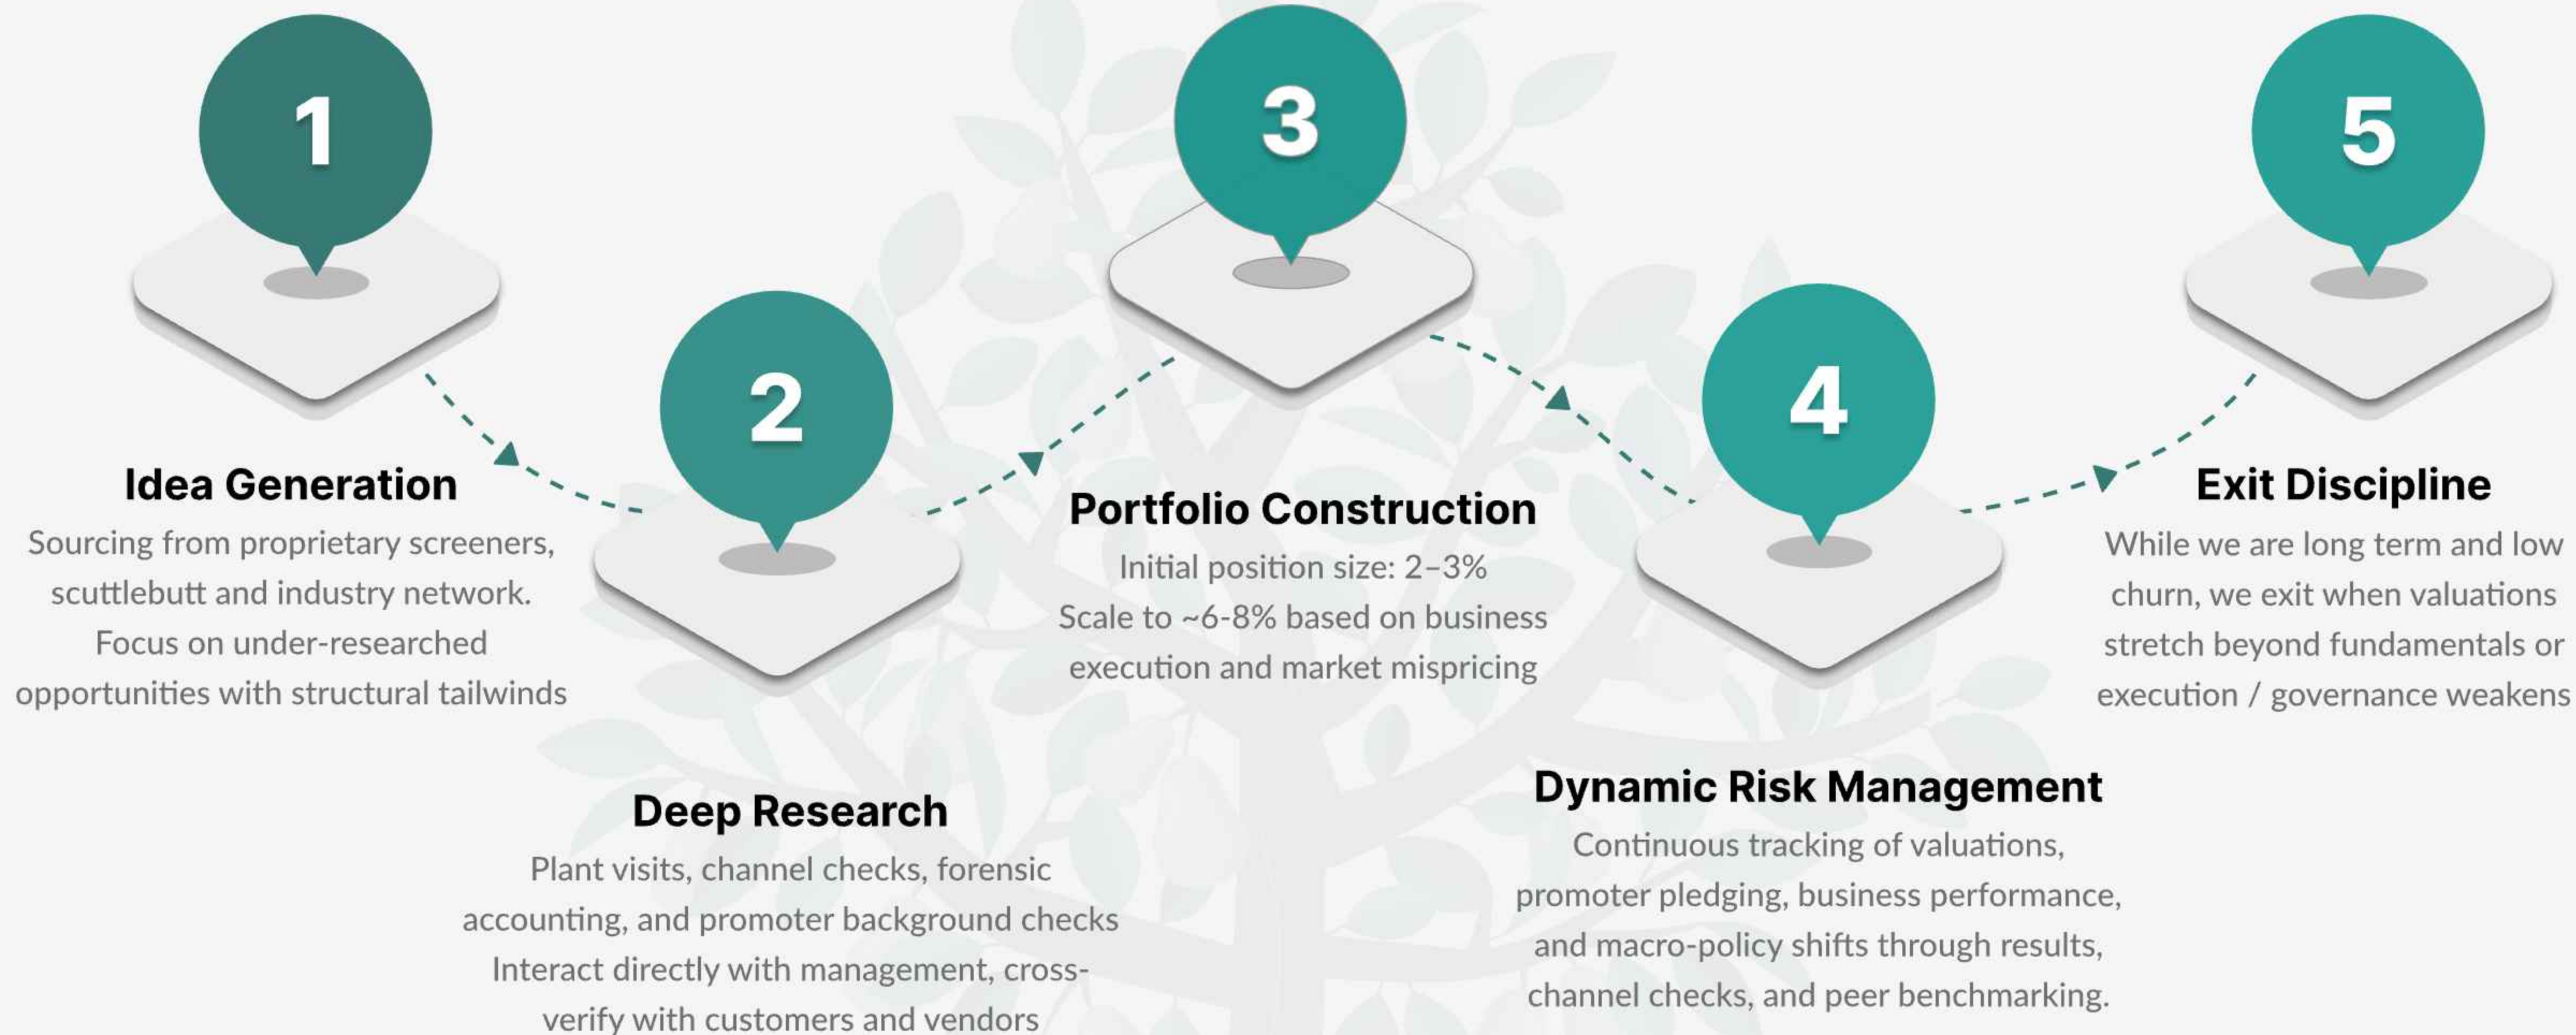 1
Idea Generation
Sourcing from proprietary screeners,
scuttlebutt and industry network.
Focus on under-researched
opportunities with structural tailwinds
2
Deep Research
Plant visits, channel checks, forensic
accounting, and promoter background checks
Interact directly with management, cross-
verify with customers and vendors
3
Portfolio Construction
Initial position size: 2–3%
Scale to ~6-8% based on business
execution and market mispricing
4
Dynamic Risk Management
Continuous tracking of valuations,
promoter pledging, business performance,
and macro-policy shifts through results,
channel checks, and peer benchmarking.
5
Exit Discipline
While we are long term and low
churn, we exit when valuations
stretch beyond fundamentals or
execution / governance weakens